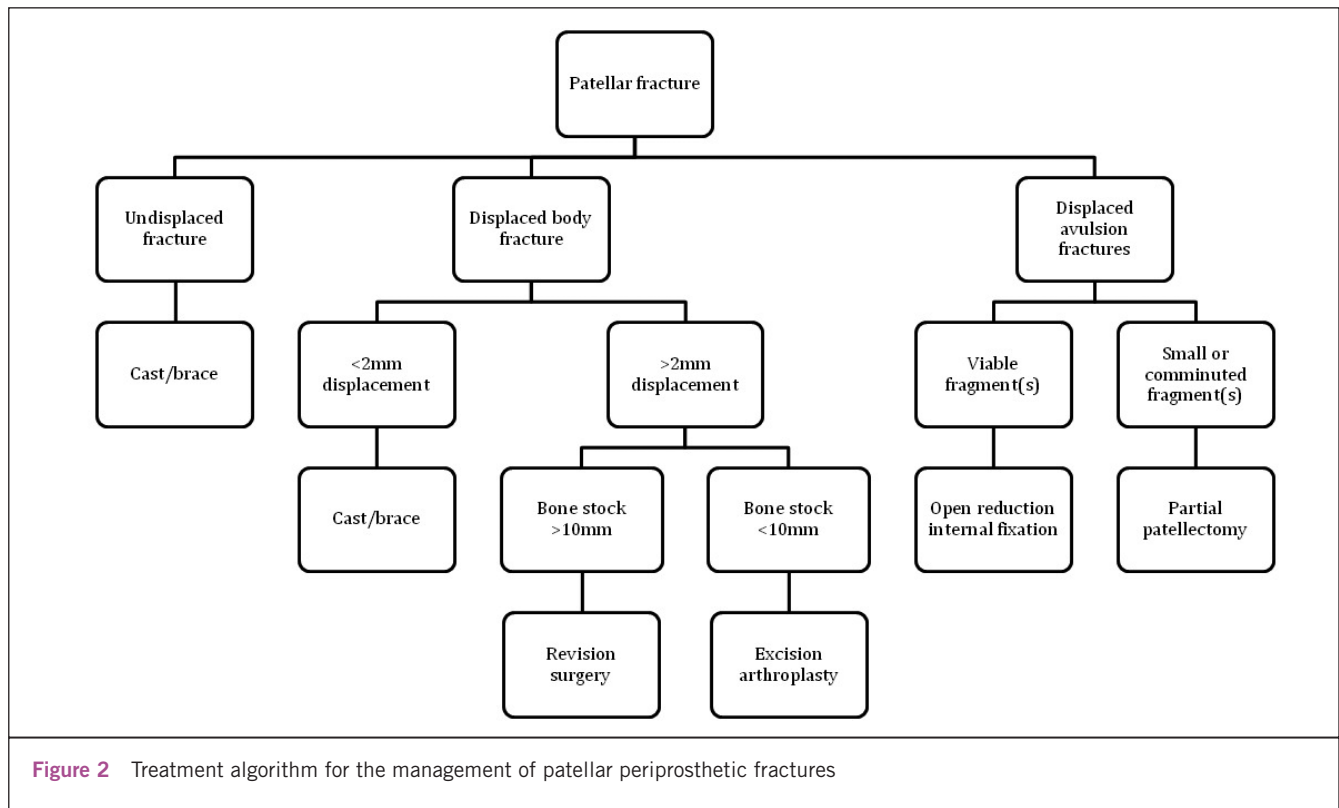 Patellar fracture
Undisplaced
fracture
Displaced body
fracture
Displaced
avulsion
fractures
Cast/brace
<2mm
displacement
>2mm
displacement
Viable
fragment(s)
Small or
comminuted
fragment(s)
Cast/brace
Bone stock
>10mm
Bone stock
<10mm
Open reduction
internal fixation
Partial
patellectomy
Revision
surgery
Excision
arthroplasty
Figure 2 Treatment algorithm for the management of patellar periprosthetic fractures